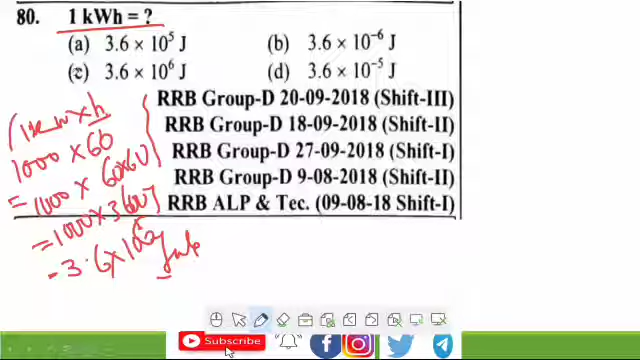 80. 1 kWh = ?
(a) 3.6 × 10⁵ J (b) 3.6 × 10⁻⁶ J
(c) 3.6 × 10⁶ J (d) 3.6 × 10⁻⁵ J
RRB Group-D 20-09-2018 (Shift-III)
RRB Group-D 18-09-2018 (Shift-II)
RRB Group-D 27-09-2018 (Shift-I)
RRB Group-D 9-08-2018 (Shift-II)
RRB ALP & Tec. (09-08-18 Shift-I)
× h
1000 × 60
= 1000 × 60×60
= 1000 × 3600
= 3.6 × 10
Subscribe